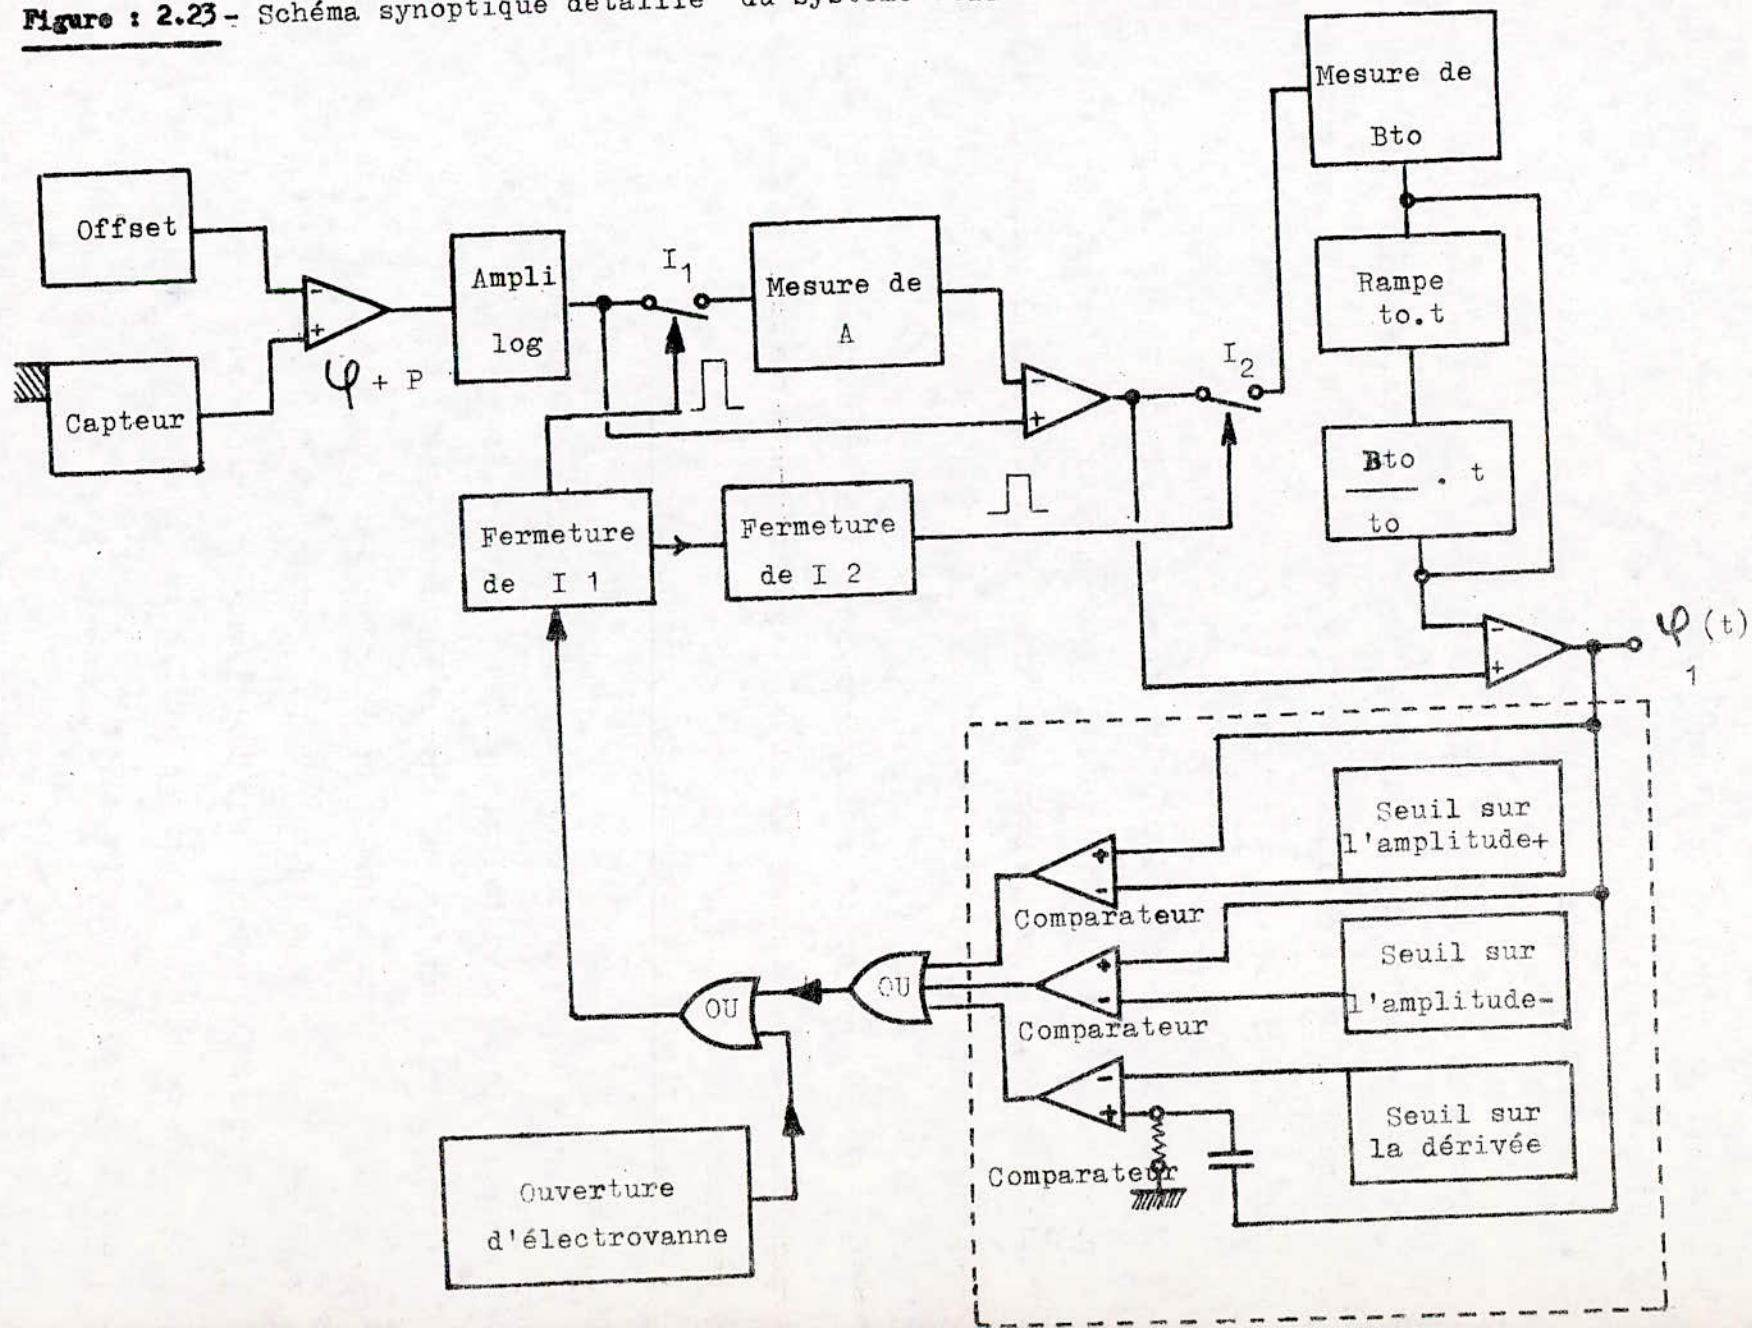 Figure : 2.23 - Schéma synoptique détaillé du système
Mesure de
Bto
Offset
Ampli
log
I1
Mesure de
A
Rampe
to.t
φ + P
Capteur
I2
Bto
to
. t
Fermeture
de I 1
Fermeture
de I 2
φ (t)
1
-
+
-
+
-
+
Seuil sur
l'amplitude+
+
-
Comparateur
Seuil sur
l'amplitude-
+
-
Comparateur
OU
OU
-
+
Seuil sur
la dérivée
Comparateur
Ouverture
d'électrovanne